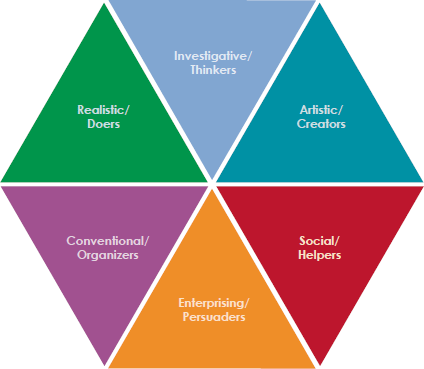 Investigative/
Thinkers
Realistic/
Doers
Artistic/
Creators
Conventional/
Organizers
Social/
Helpers
Enterprising/
Persuaders